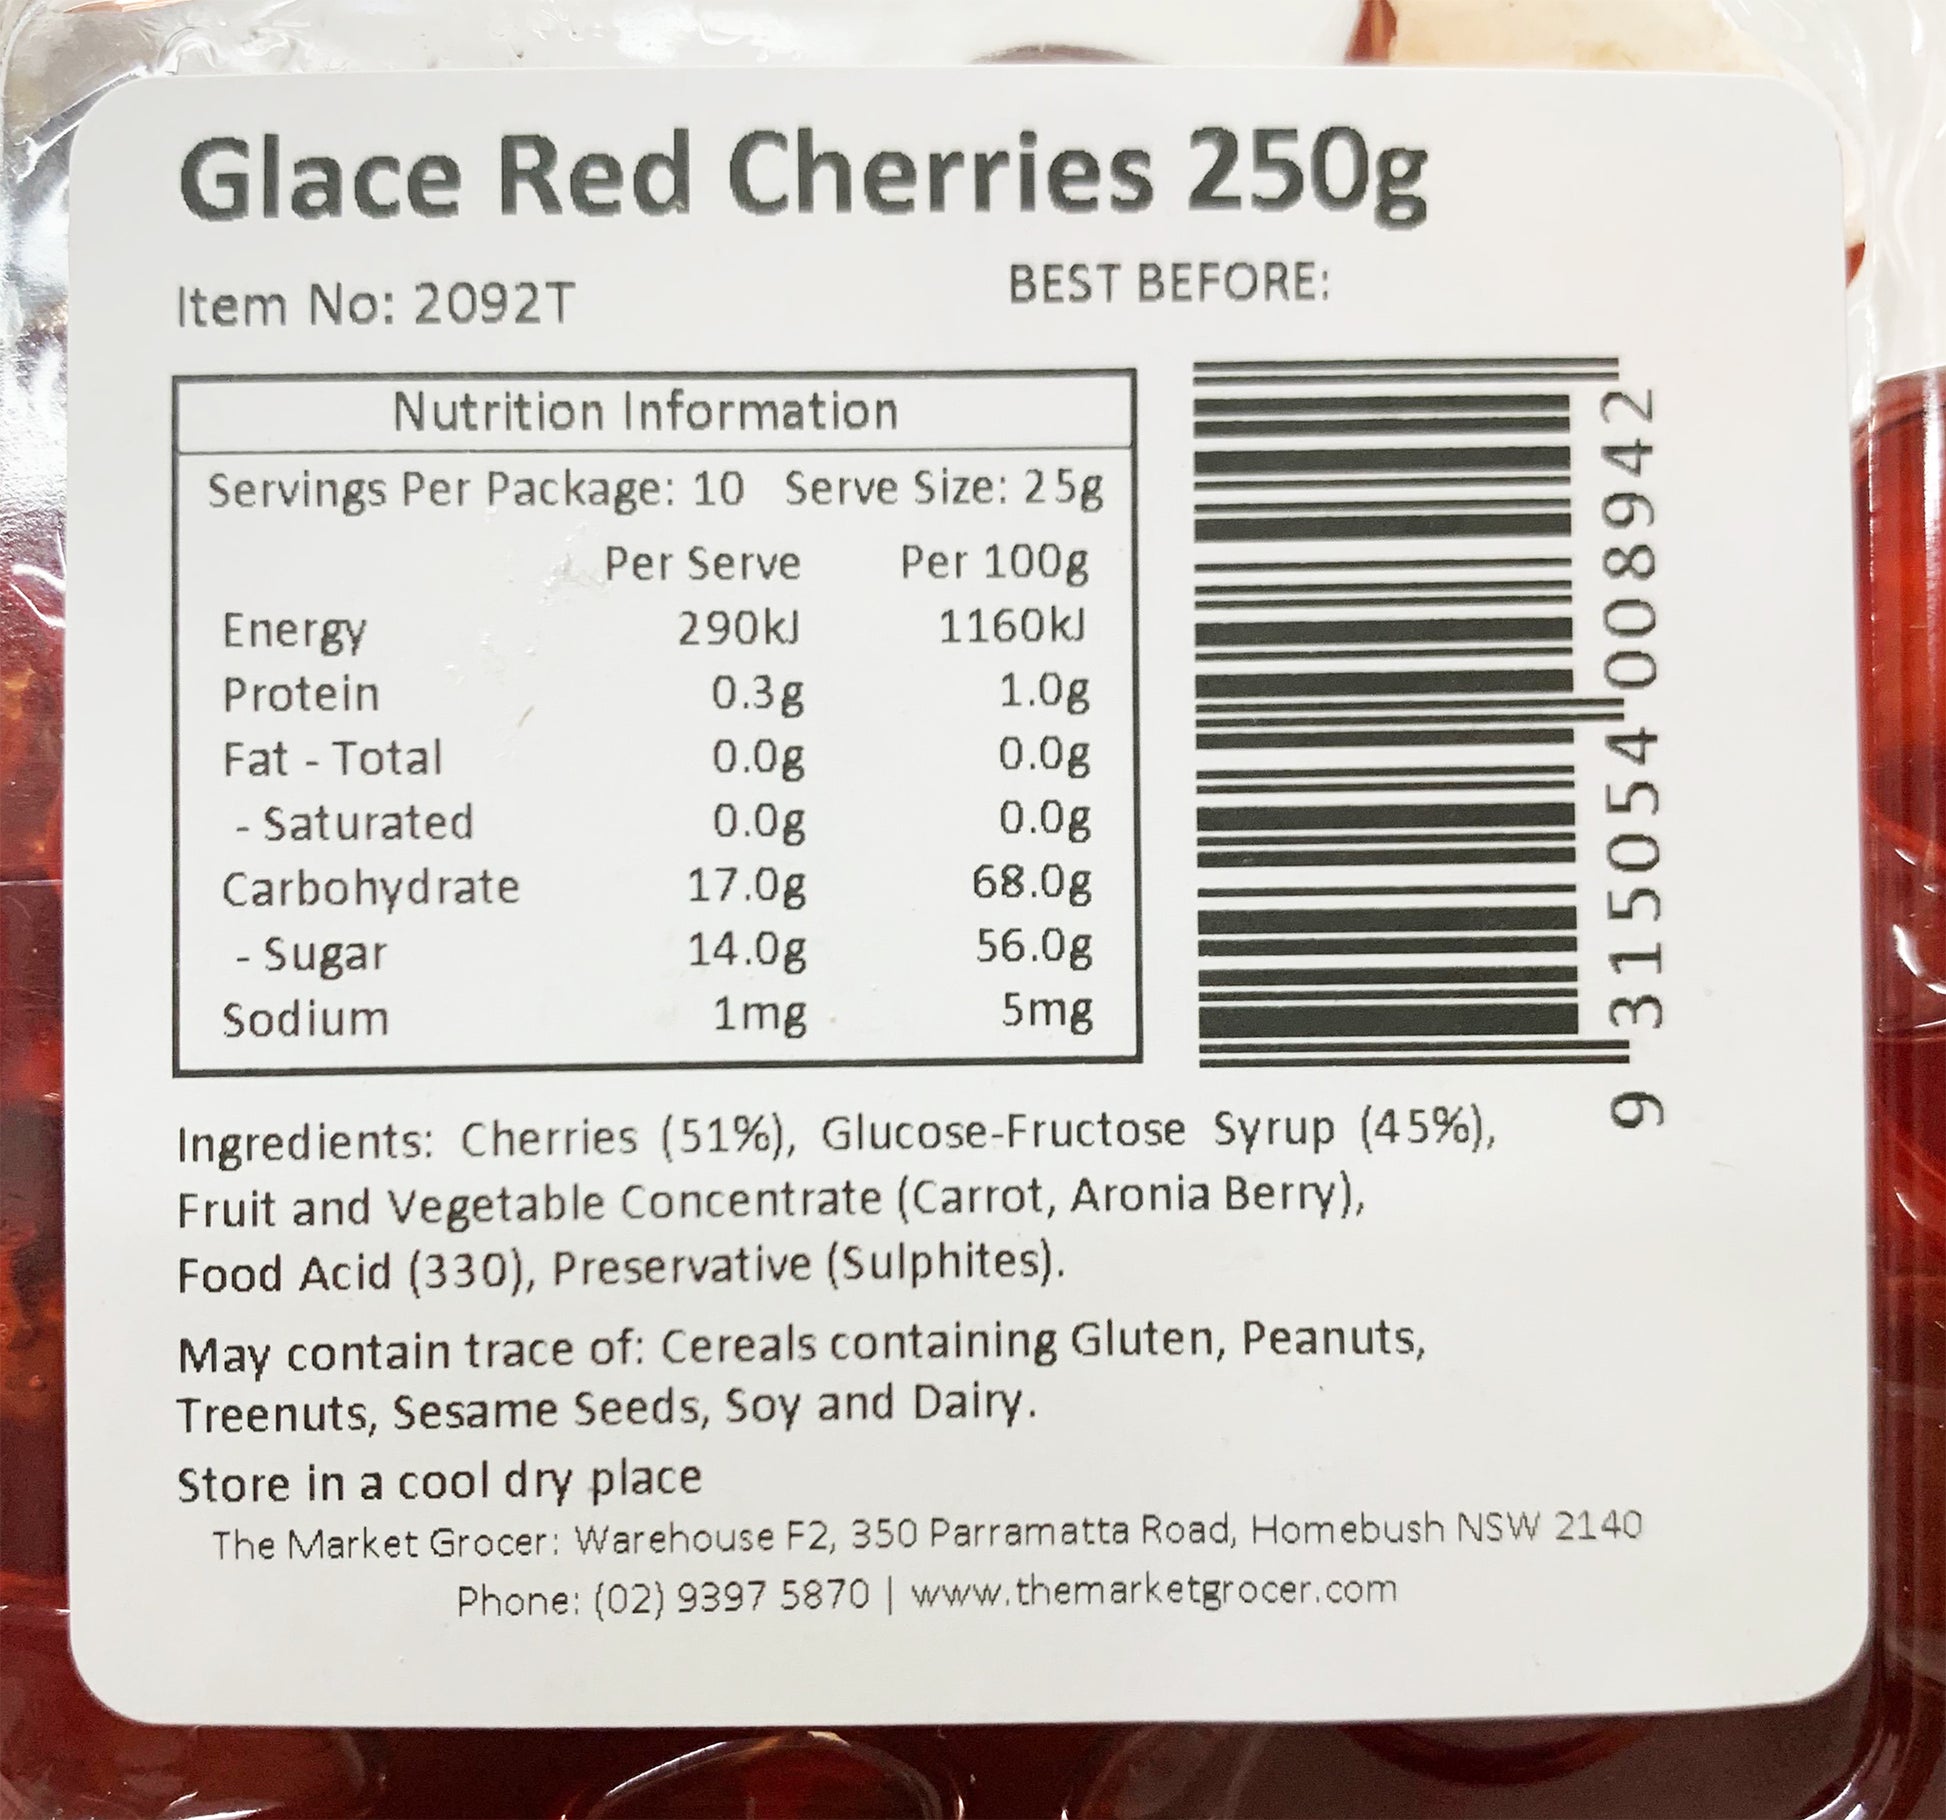 Glace Red Cherries 250g
Item No: 2092T
BEST BEFORE:
Nutrition Information
Servings Per Package: 10 Serve Size: 25g
Per Serve Per 100g
Energy 290kJ 1160kJ
Protein 0.3g 1.0g
Fat - Total 0.0g 0.0g
- Saturated 0.0g 0.0g
Carbohydrate 17.0g 68.0g
- Sugar 14.0g 56.0g
Sodium 1mg 5mg
9 315054 008942
Ingredients: Cherries (51%), Glucose-Fructose Syrup (45%),
Fruit and Vegetable Concentrate (Carrot, Aronia Berry),
Food Acid (330), Preservative (Sulphites).
May contain trace of: Cereals containing Gluten, Peanuts,
Treenuts, Sesame Seeds, Soy and Dairy.
Store in a cool dry place
The Market Grocer: Warehouse F2, 350 Parramatta Road, Homebush NSW 2140
Phone: (02) 9397 5870 | www.themarketgrocer.com